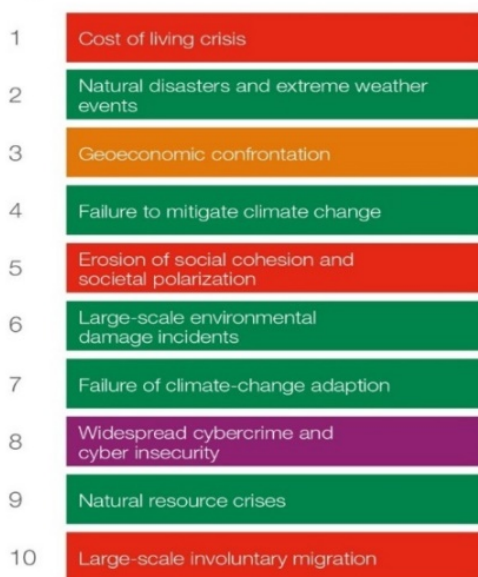 1 Cost of living crisis
2 Natural disasters and extreme weather
events
3 Geoeconomic confrontation
4 Failure to mitigate climate change
5 Erosion of social cohesion and
societal polarization
6 Large-scale environmental
damage incidents
7 Failure of climate-change adaption
8 Widespread cybercrime and
cyber insecurity
9 Natural resource crises
10 Large-scale involuntary migration